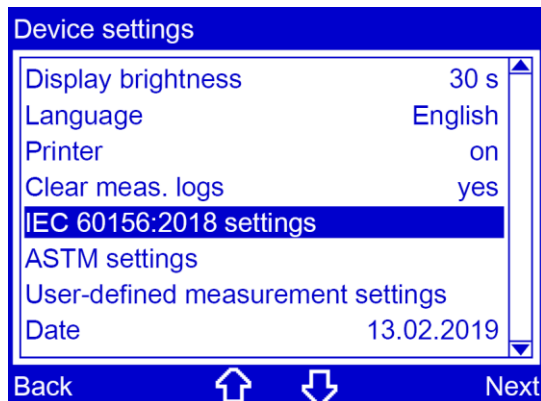 Device settings
Display brightness 30 s
Language English
Printer on
Clear meas. logs yes
IEC 60156:2018 settings
ASTM settings
User-defined measurement settings
Date 13.02.2019
Back Next